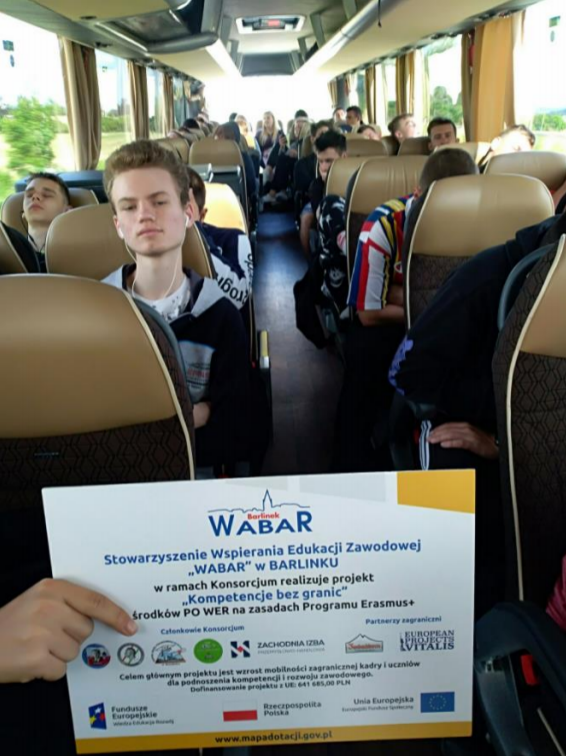 Barlinek
WABAR
Stowarzyszenie Wspierania Edukacji Zawodowej
„WABAR” w BARLINKU
w ramach Konsorcjum realizuje projekt
„Kompetencje bez granic”
środków PO WER na zasadach Programu Erasmus+
Członkowie Konsorcjum
Partnerzy zagraniczni
ZACHODNIA IZBA
EUROPEAN
PROJECTS
VITALIS
Celem głównym projektu jest wzrost mobilności zagranicznej kadry i uczniów
dla podnoszenia kompetencji i rozwoju zawodowego.
Dofinansowanie projektu z UE: 641 685,00 PLN
Fundusze
Europejskie
Wiedza Edukacja Rozwój
Rzeczpospolita
Polska
Unia Europejska
Europejski Fundusz Społeczny
www.mapadotacji.gov.pl